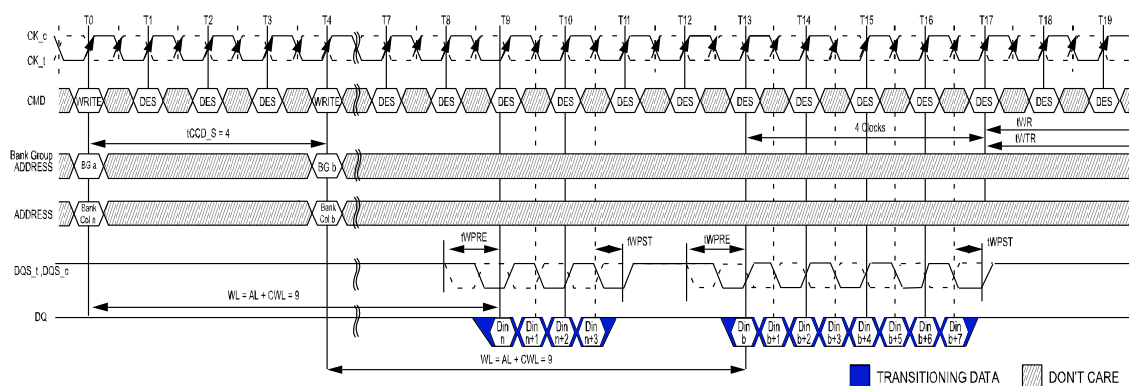 T0 T1 T2 T3 T4 T7 T8 T9 T10 T11 T12 T13 T14 T15 T16 T17 T18 T19
CK_c
CK_t
CMD WRITE DES DES DES WRITE DES DES DES DES DES DES DES DES DES DES DES DES DES
tCCD_S = 4 4 Clocks tWR
tWTR
Bank Group
ADDRESS BG a BG b
ADDRESS Bank Col n Bank Col b
tWPRE tWPST tWPRE tWPST
DQS_t ,DQS_c
WL = AL + CWL = 9
DQ Din n Din n+1 Din n+2 Din n+3 Din b Din b+1 Din b+2 Din b+3 Din b+4 Din b+5 Din b+6 Din b+7
WL = AL + CWL = 9
TRANSITIONING DATA DON'T CARE